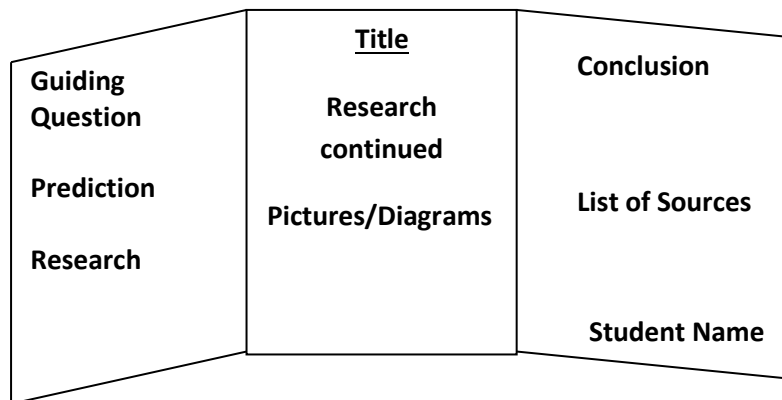 Guiding
Question
Prediction
Research
Title
Research
continued
Pictures/Diagrams
Conclusion
List of Sources
Student Name